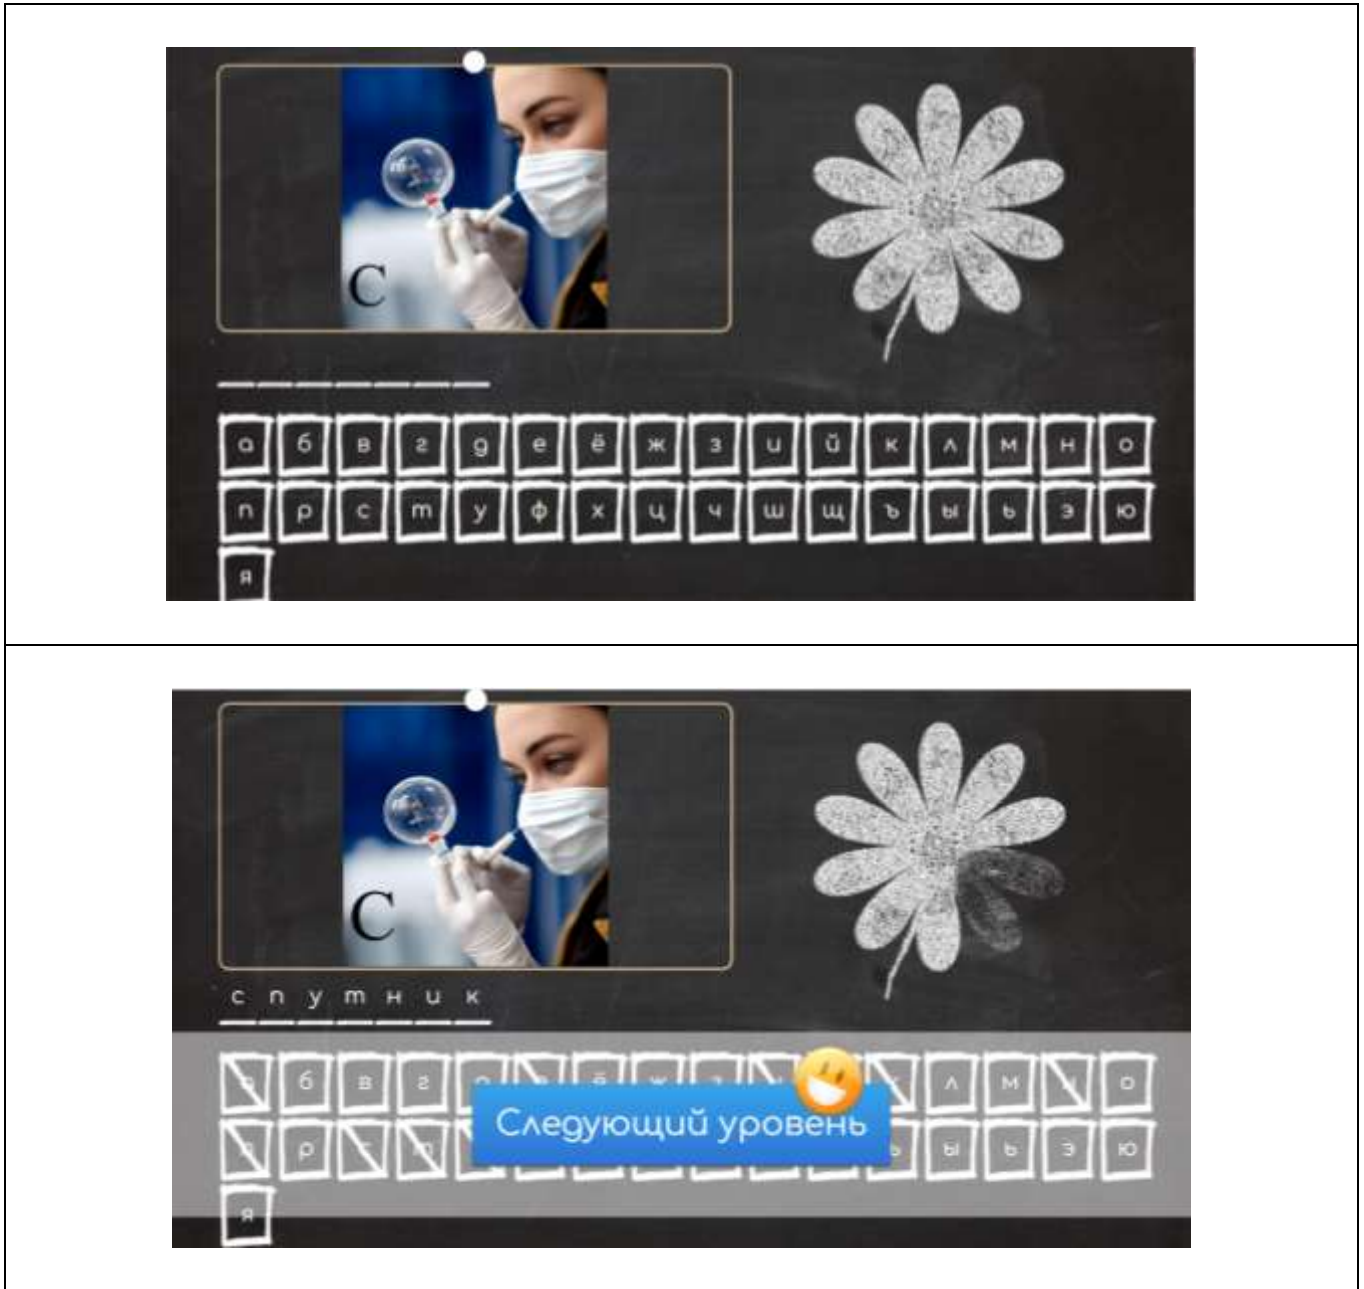 С
а б в г д е ё ж з и й к л м н о
п р с т у ф х ц ч ш щ ъ ы ь э ю
я
С
с п у т н и к
б в г л м о
Следующий уровень
р ы ь э ю
я